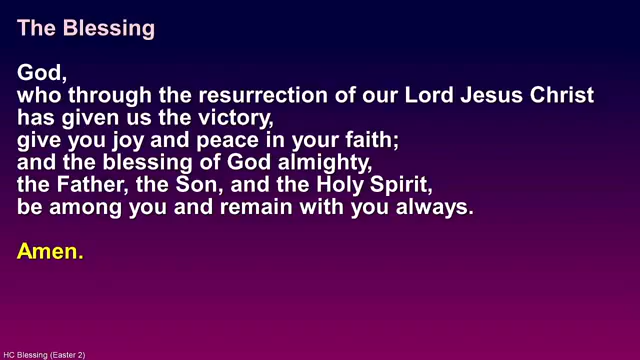 The Blessing
God,
who through the resurrection of our Lord Jesus Christ
has given us the victory,
give you joy and peace in your faith;
and the blessing of God almighty,
the Father, the Son, and the Holy Spirit,
be among you and remain with you always.
Amen.
HC Blessing (Easter 2)